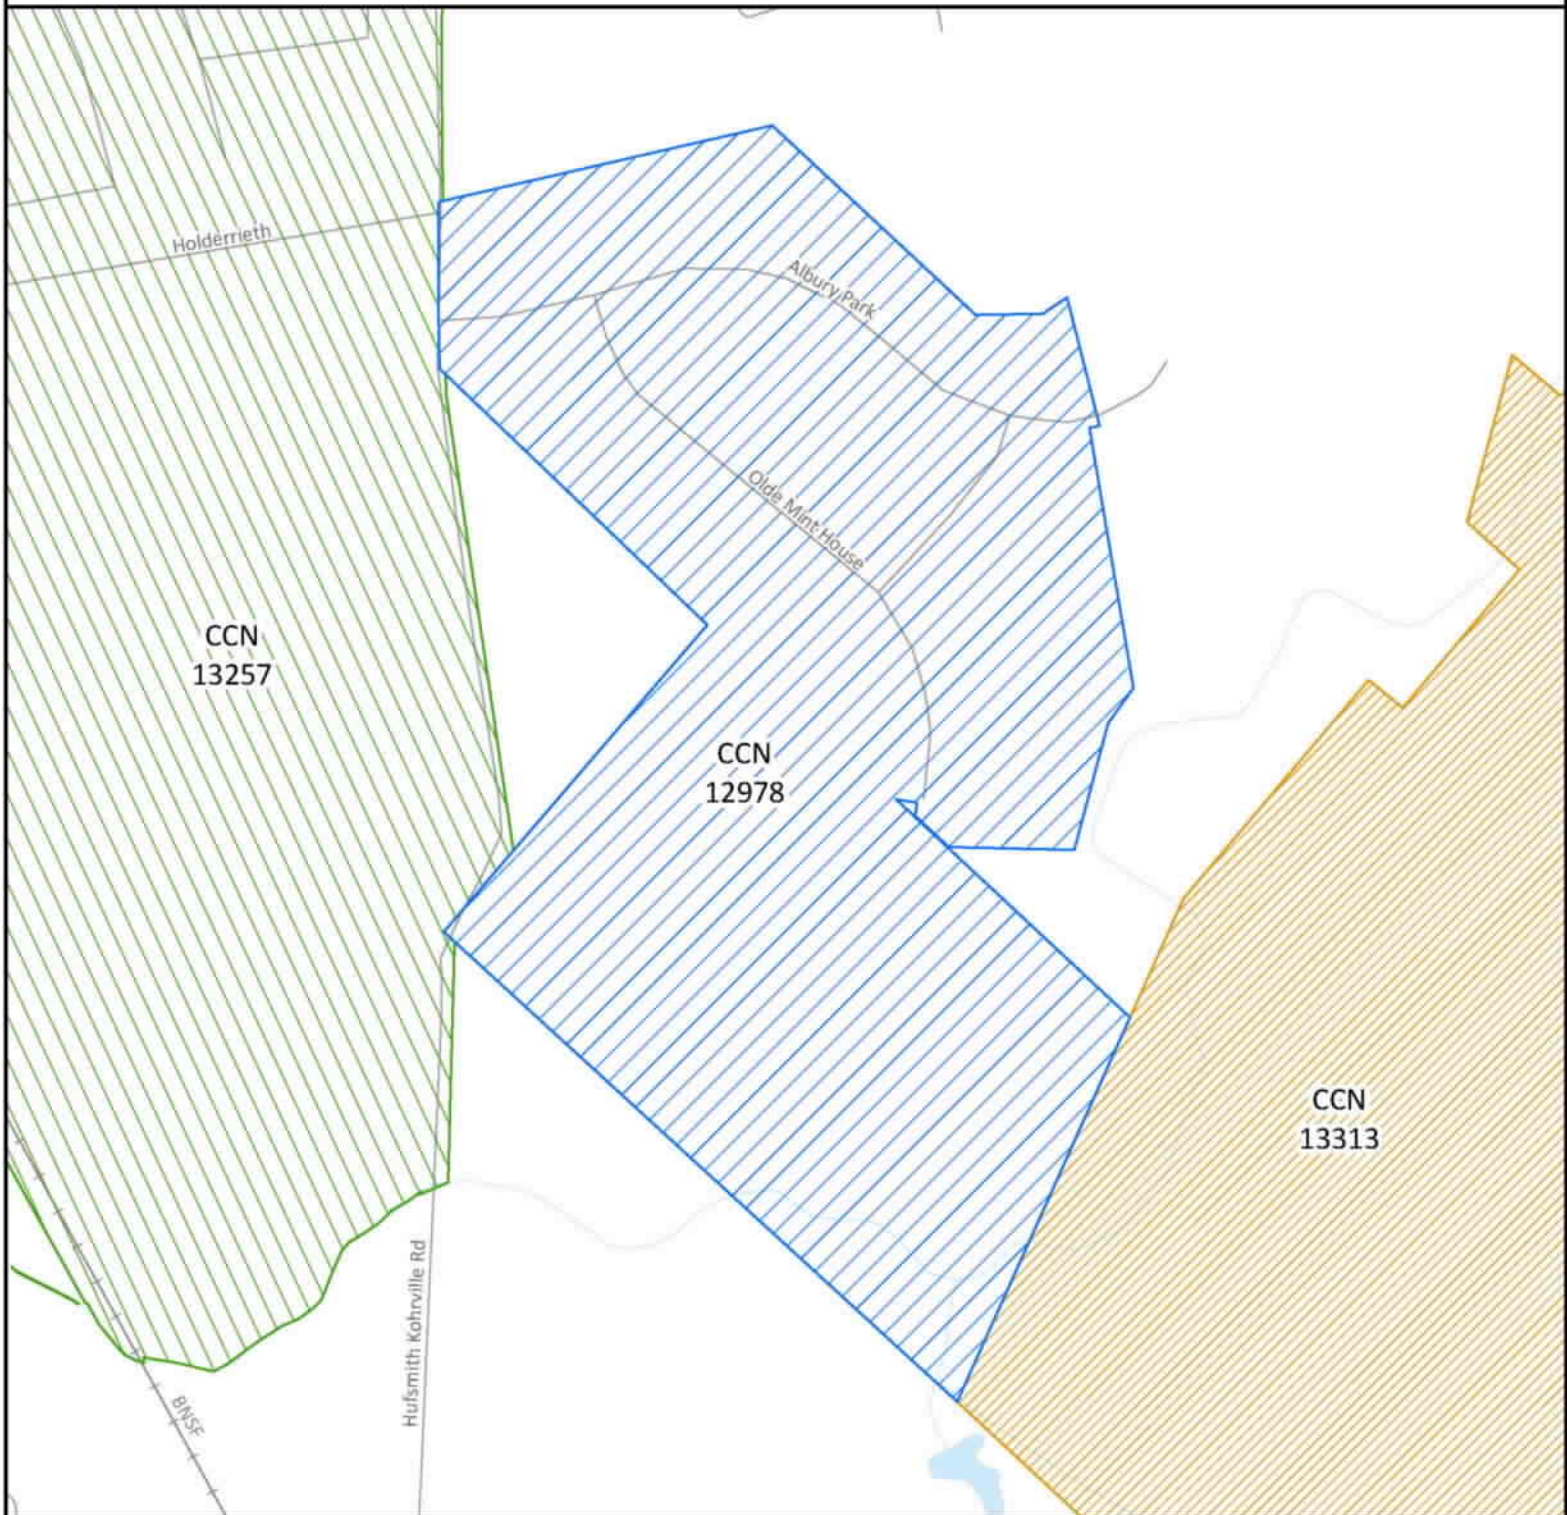 Holderrieth
Albury Park
Olde Mint House
CCN
13257
CCN
12978
CCN
13313
Hufsmith Kohrville Rd
BNSF